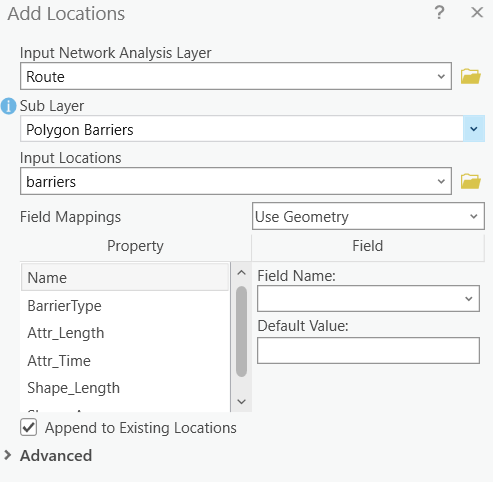 Add Locations ? ×
Input Network Analysis Layer
Route
Sub Layer
Polygon Barriers
Input Locations
barriers
Field Mappings Use Geometry
Property Field
Name
BarrierType
Attr_Length
Attr_Time
Shape_Length
Field Name:
Default Value:
Append to Existing Locations
Advanced